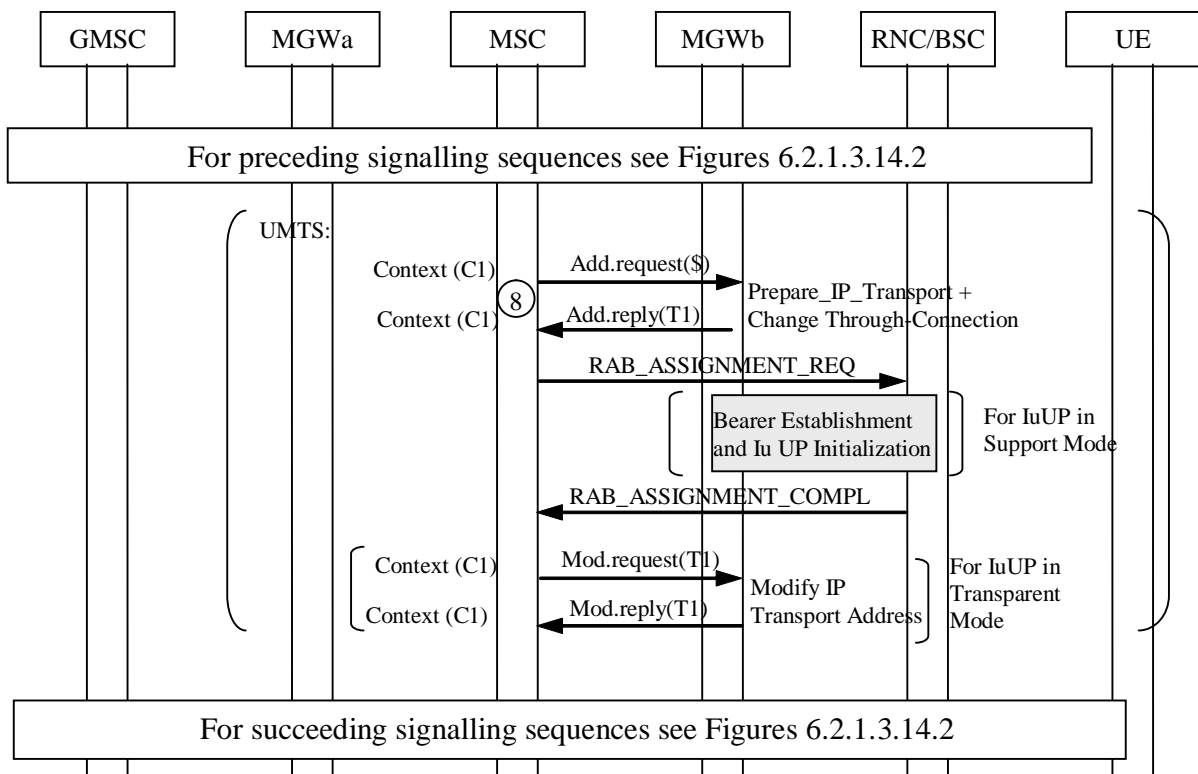 GMSC
MGWa
MSC
MGWb
RNC/BSC
UE
For preceding signalling sequences see Figures 6.2.1.3.14.2
UMTS:
Context (C1)
Add.request($)
8
Prepare_IP_Transport +
Change Through-Connection
Context (C1)
Add.reply(T1)
RAB_ASSIGNMENT_REQ
Bearer Establishment
and Iu UP Initialization
For IuUP in
Support Mode
RAB_ASSIGNMENT_COMPL
Context (C1)
Mod.request(T1)
Modify IP
Transport Address
For IuUP in
Transparent
Mode
Context (C1)
Mod.reply(T1)
For succeeding signalling sequences see Figures 6.2.1.3.14.2